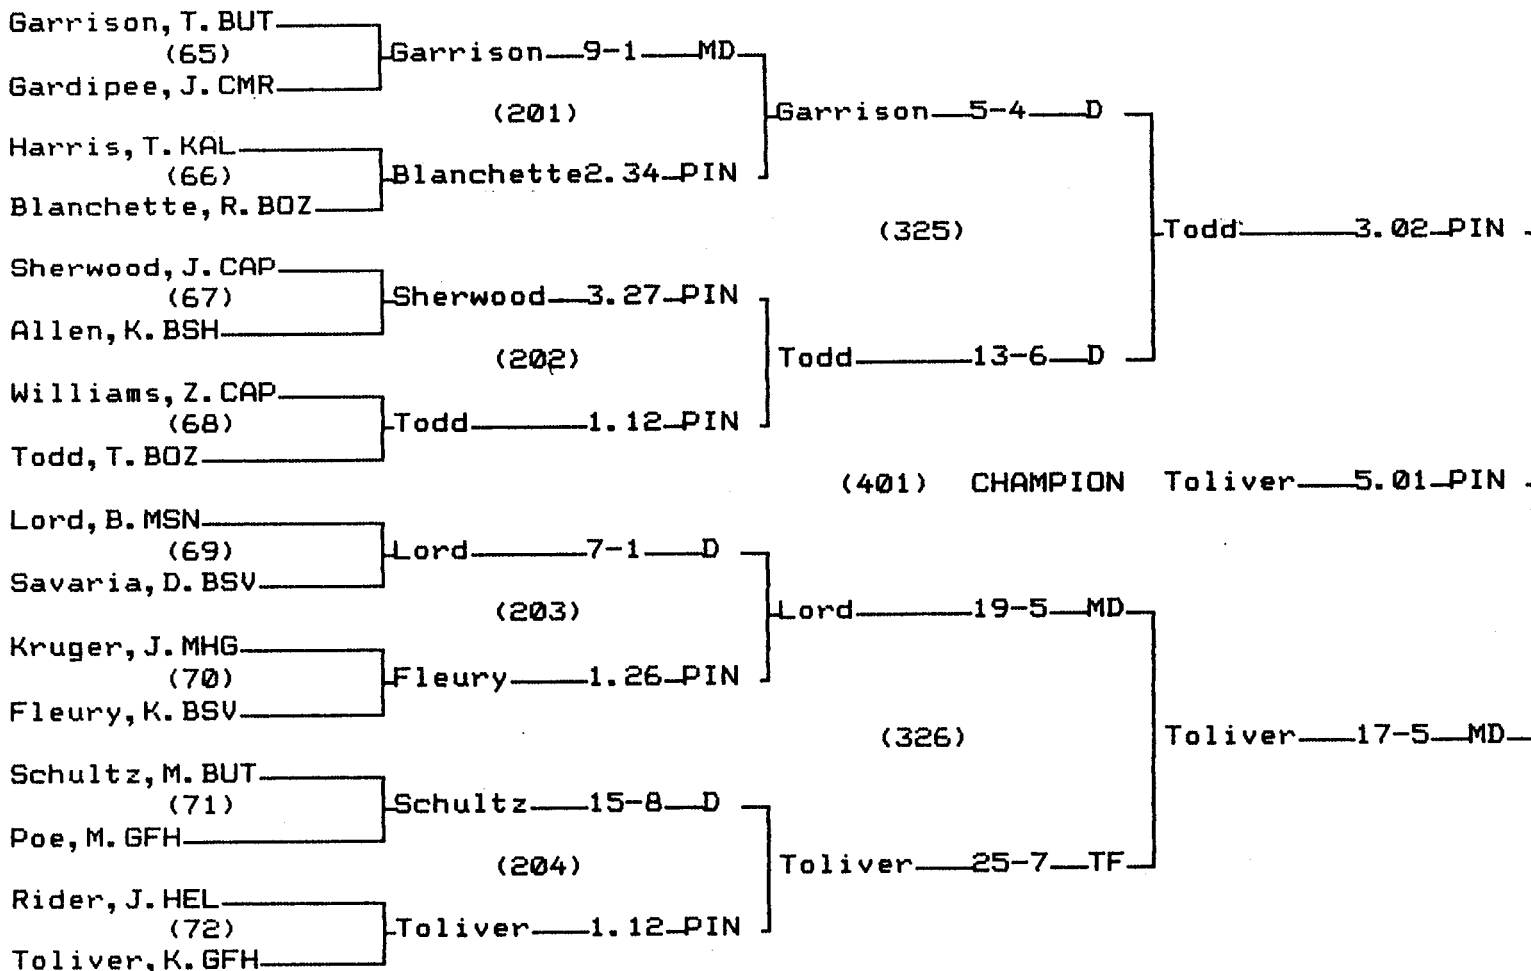 Garrison, T. BUT
(65) Garrison 9-1 MD
Gardipee, J. CMR
(201) Garrison 5-4 D
Harris, T. KAL
(66) Blanchette 2.34 PIN
Blanchette, R. BOZ
(325) Todd 3.02 PIN
Sherwood, J. CAP
(67) Sherwood 3.27 PIN
Allen, K. BSH
(202) Todd 13-6 D
Williams, Z. CAP
(68) Todd 1.12 PIN
Todd, T. BOZ
(401) CHAMPION Toliver 5.01 PIN
Lord, B. MSN
(69) Lord 7-1 D
Savaria, D. BSV
(203) Lord 19-5 MD
Kruger, J. MHG
(70) Fleury 1.26 PIN
Fleury, K. BSV
(326) Toliver 17-5 MD
Schultz, M. BUT
(71) Schultz 15-8 D
Poe, M. GFH
(204) Toliver 25-7 TF
Rider, J. HEL
(72) Toliver 1.12 PIN
Toliver, K. GFH